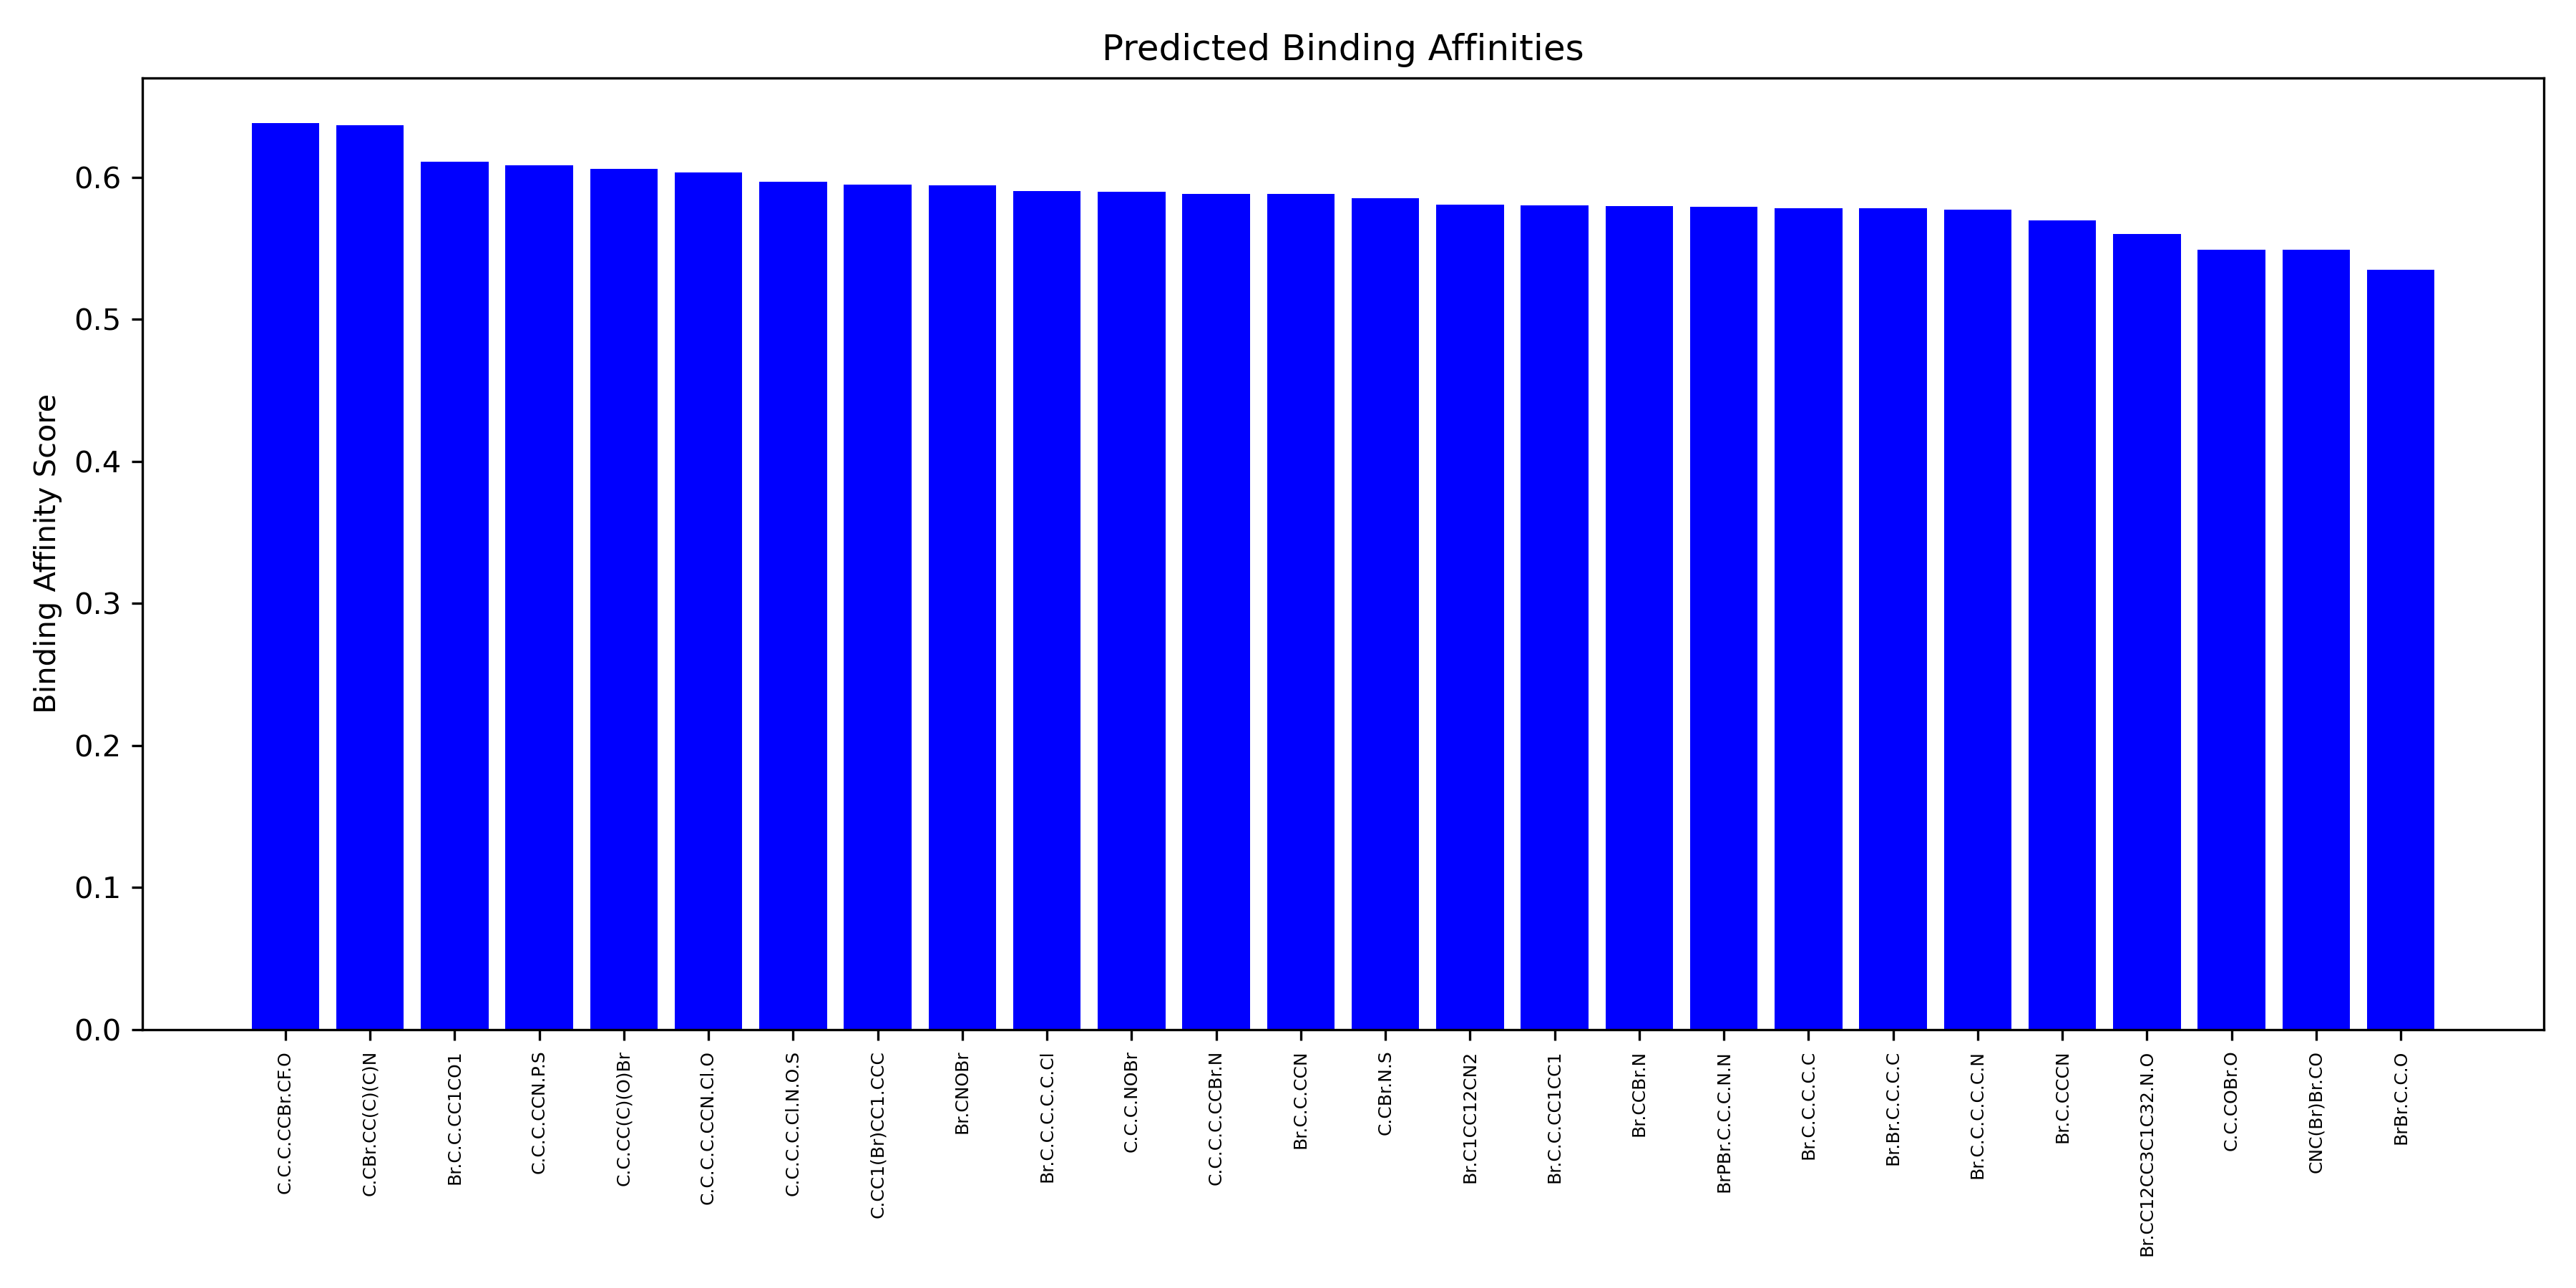 Predicted Binding Affinities
Binding Affinity Score
0.6
0.5
0.4
0.3
0.2
0.1
0.0
C.C.C.CCBr.CF.O
C.CBr.CC(C)(C)N
Br.C.C.CC1CO1
C.C.C.CCN.P.S
C.C.CC(C)(O)Br
C.C.C.C.CCN.Cl.O
C.C.C.C.Cl.N.O.S
C.CC1(Br)CC1.CCC
Br.CNOBr
Br.C.C.C.C.C.Cl
C.C.C.NOBr
C.C.C.C.CCBr.N
Br.C.C.CCN
C.CBr.N.S
Br.C1CC12CN2
Br.C.C.CC1CC1
Br.CCBr.N
BrPBr.C.C.C.N.N
Br.C.C.C.C.C
Br.Br.C.C.C.C
Br.C.C.C.C.C.N
Br.C.CCCN
Br.CC12CC3C1C32.N.O
C.C.COBr.O
CNC(Br)Br.CO
BrBr.C.C.O